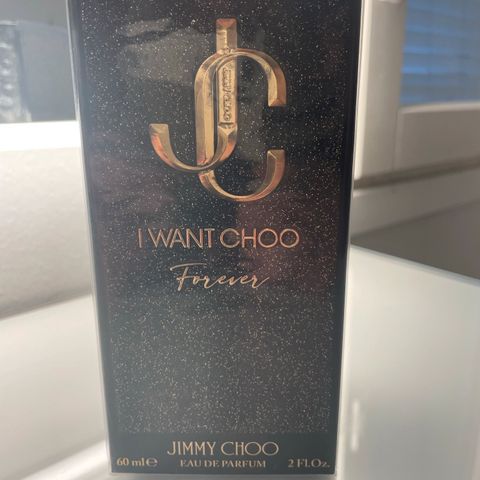 JC
I WANT CHOO
Forever
JIMMY CHOO
60 ml℮ EAU DE PARFUM 2 Fl.Oz.